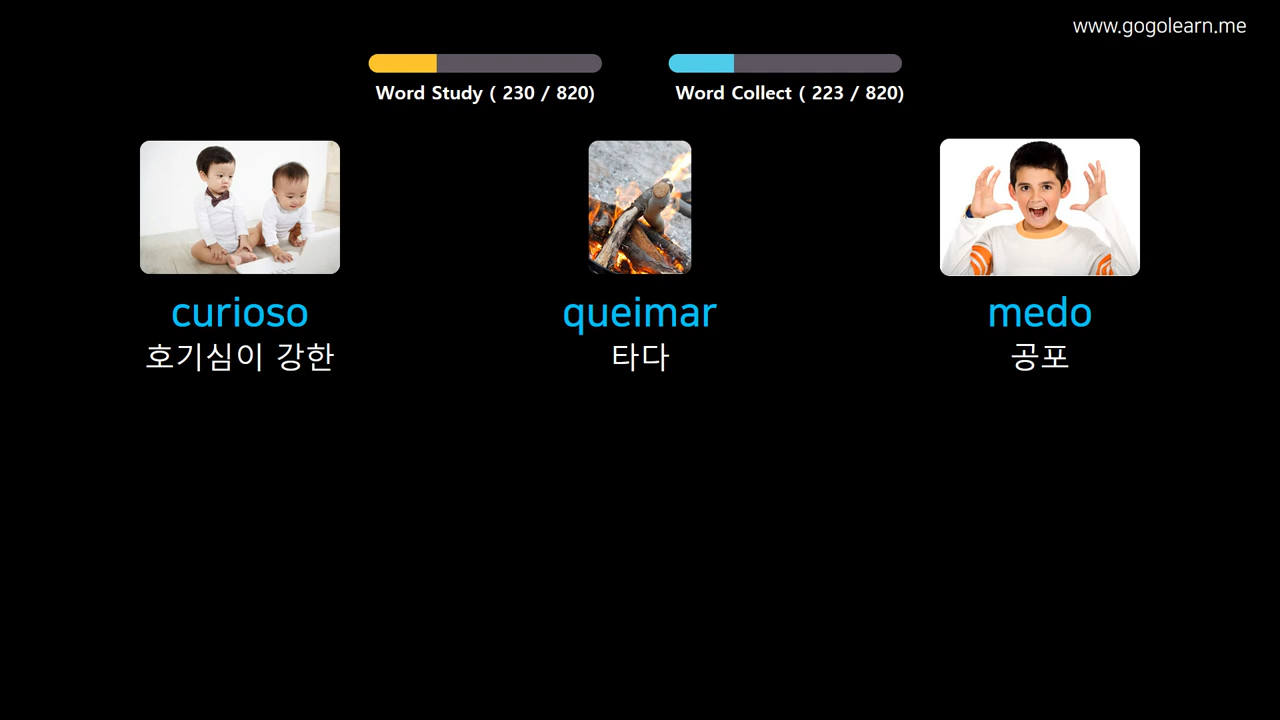 www.gogolearn.me
Word Study ( 230 / 820)
Word Collect ( 223 / 820)
curioso
호기심이 강한
queimar
타다
medo
공포